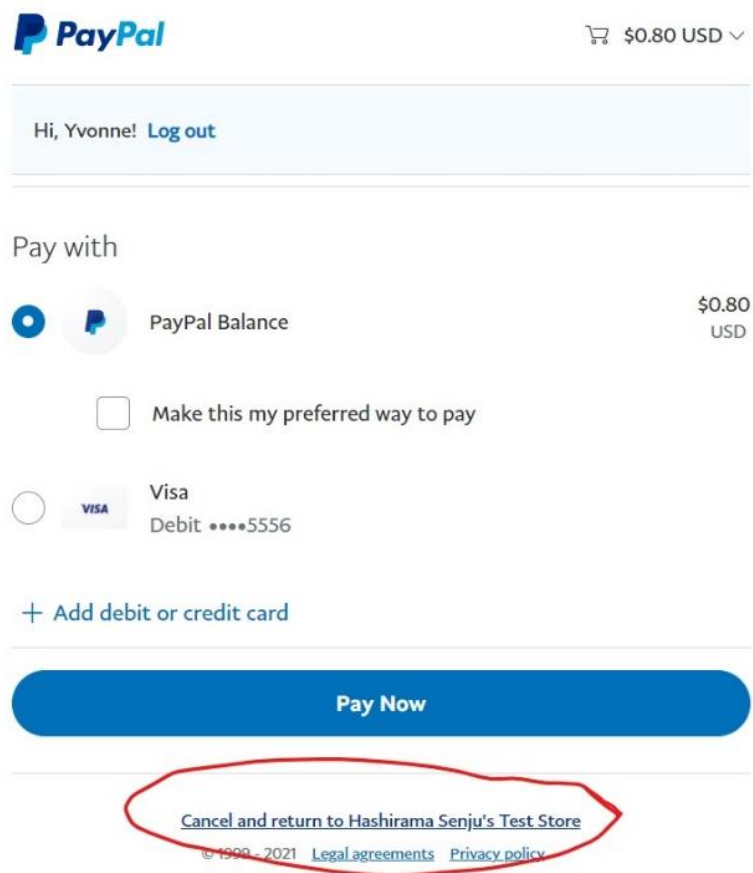 PayPal
$0.80 USD
Hi, Yvonne! Log out
Pay with
PayPal Balance
$0.80
USD
Make this my preferred way to pay
VISA
Visa
Debit ••••5556
+ Add debit or credit card
Pay Now
Cancel and return to Hashirama Senju's Test Store
© 1999 - 2021 Legal agreements Privacy policy